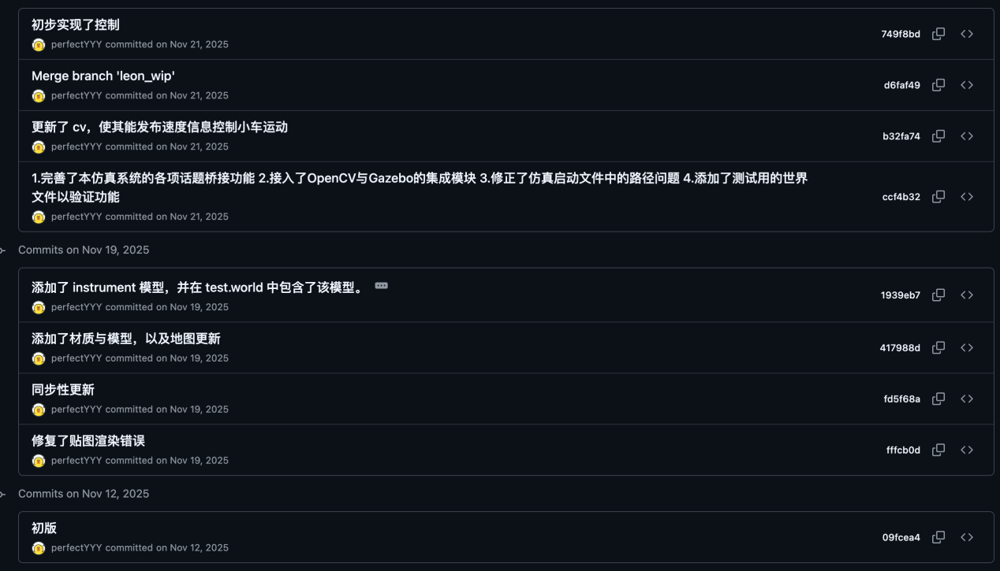 初步实现了控制
perfectYYY committed on Nov 21, 2025
749f8bd
Merge branch 'leon_wip'
perfectYYY committed on Nov 21, 2025
d6faf49
更新了 cv，使其能发布速度信息控制小车运动
perfectYYY committed on Nov 21, 2025
b32fa74
1.完善了本仿真系统的各项话题桥接功能 2.接入了OpenCV与Gazebo的集成模块 3.修正了仿真启动文件中的路径问题 4.添加了测试用的世界
文件以验证功能
perfectYYY committed on Nov 21, 2025
ccf4b32
Commits on Nov 19, 2025
添加了 instrument 模型，并在 test.world 中包含了该模型。
perfectYYY committed on Nov 19, 2025
1939eb7
添加了材质与模型，以及地图更新
perfectYYY committed on Nov 19, 2025
417988d
同步性更新
perfectYYY committed on Nov 19, 2025
fd5f68a
修复了贴图渲染错误
perfectYYY committed on Nov 19, 2025
fffcb0d
Commits on Nov 12, 2025
初版
perfectYYY committed on Nov 12, 2025
09fcea4